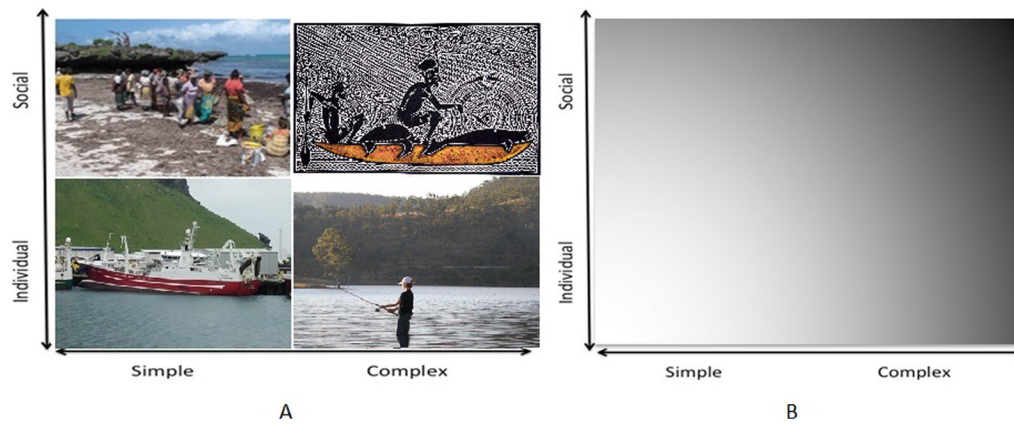 Social
Individual
Simple
Complex
A
Social
Individual
Simple
Complex
B